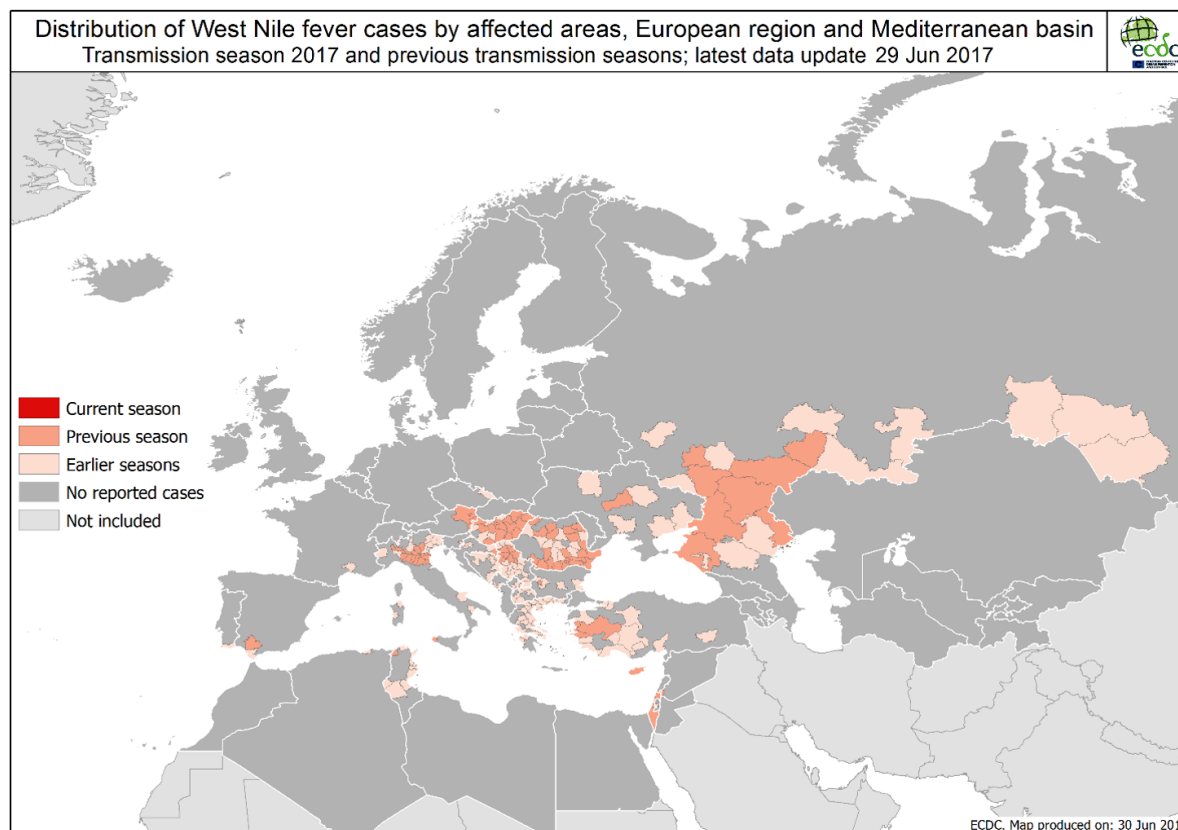 Distribution of West Nile fever cases by affected areas, European region and Mediterranean basin
Transmission season 2017 and previous transmission seasons; latest data update 29 Jun 2017
ecdc
Current season
Previous season
Earlier seasons
No reported cases
Not included
ECDC. Map produced on: 30 Jun 201